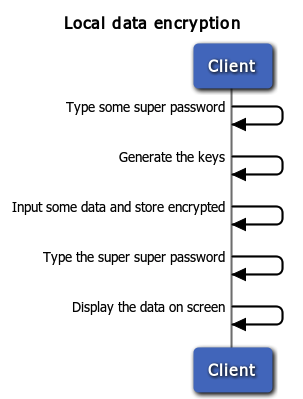 Local data encryption
Client
Type some super password
Generate the keys
Input some data and store encrypted
Type the super super password
Display the data on screen
Client